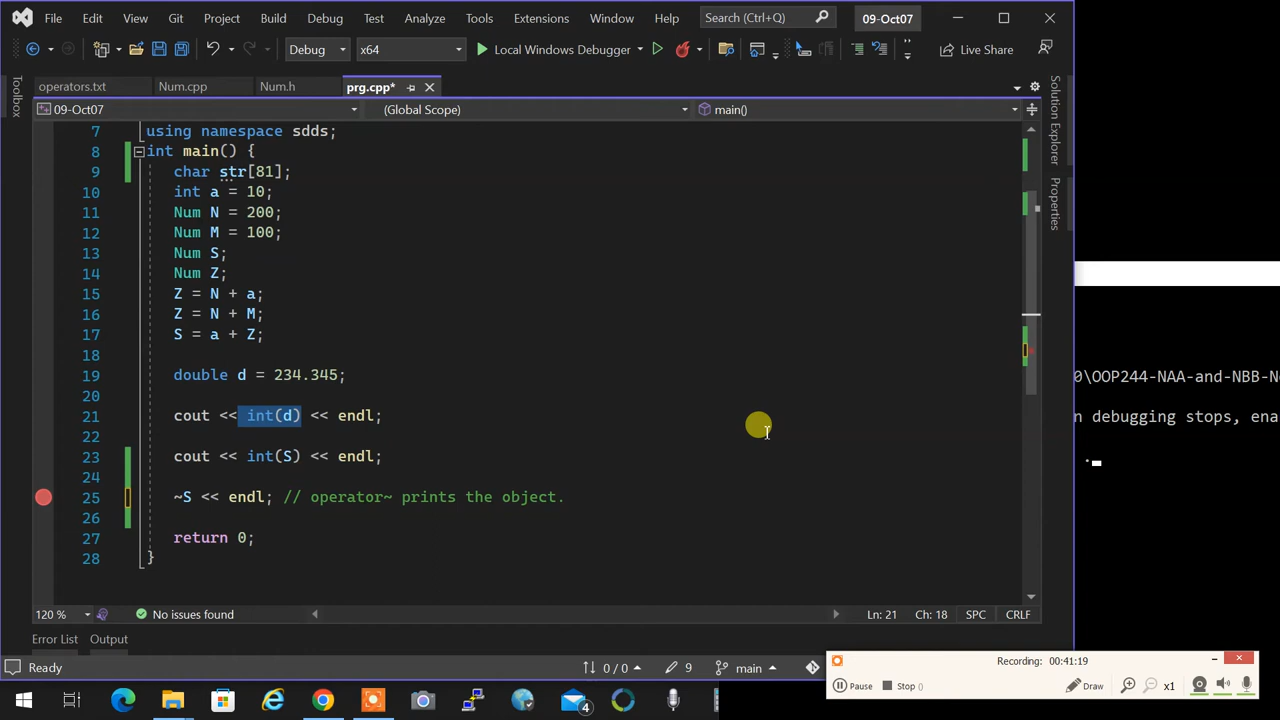 File Edit View Git Project Build Debug Test Analyze Tools Extensions Window Help Search (Ctrl+Q) 09-Oct07
Debug x64 Local Windows Debugger Live Share
operators.txt Num.cpp Num.h prg.cpp*
09-Oct07 (Global Scope) main()
Toolbox
Solution Explorer
Properties
7 using namespace sdds;
8 int main() {
9 char str[81];
10 int a = 10;
11 Num N = 200;
12 Num M = 100;
13 Num S;
14 Num Z;
15 Z = N + a;
16 Z = N + M;
17 S = a + Z;
18
19 double d = 234.345;
20
21 cout << int(d) << endl;
22
23 cout << int(S) << endl;
24
25 ~S << endl; // operator~ prints the object.
26
27 return 0;
28 }
0\OOP244-NAA-and-NBB-N
n debugging stops, ena
120 % No issues found Ln: 21 Ch: 18 SPC CRLF
Error List Output
Ready 0 / 0 9 main
Recording: 00:41:19
Pause Stop () Draw x1
4